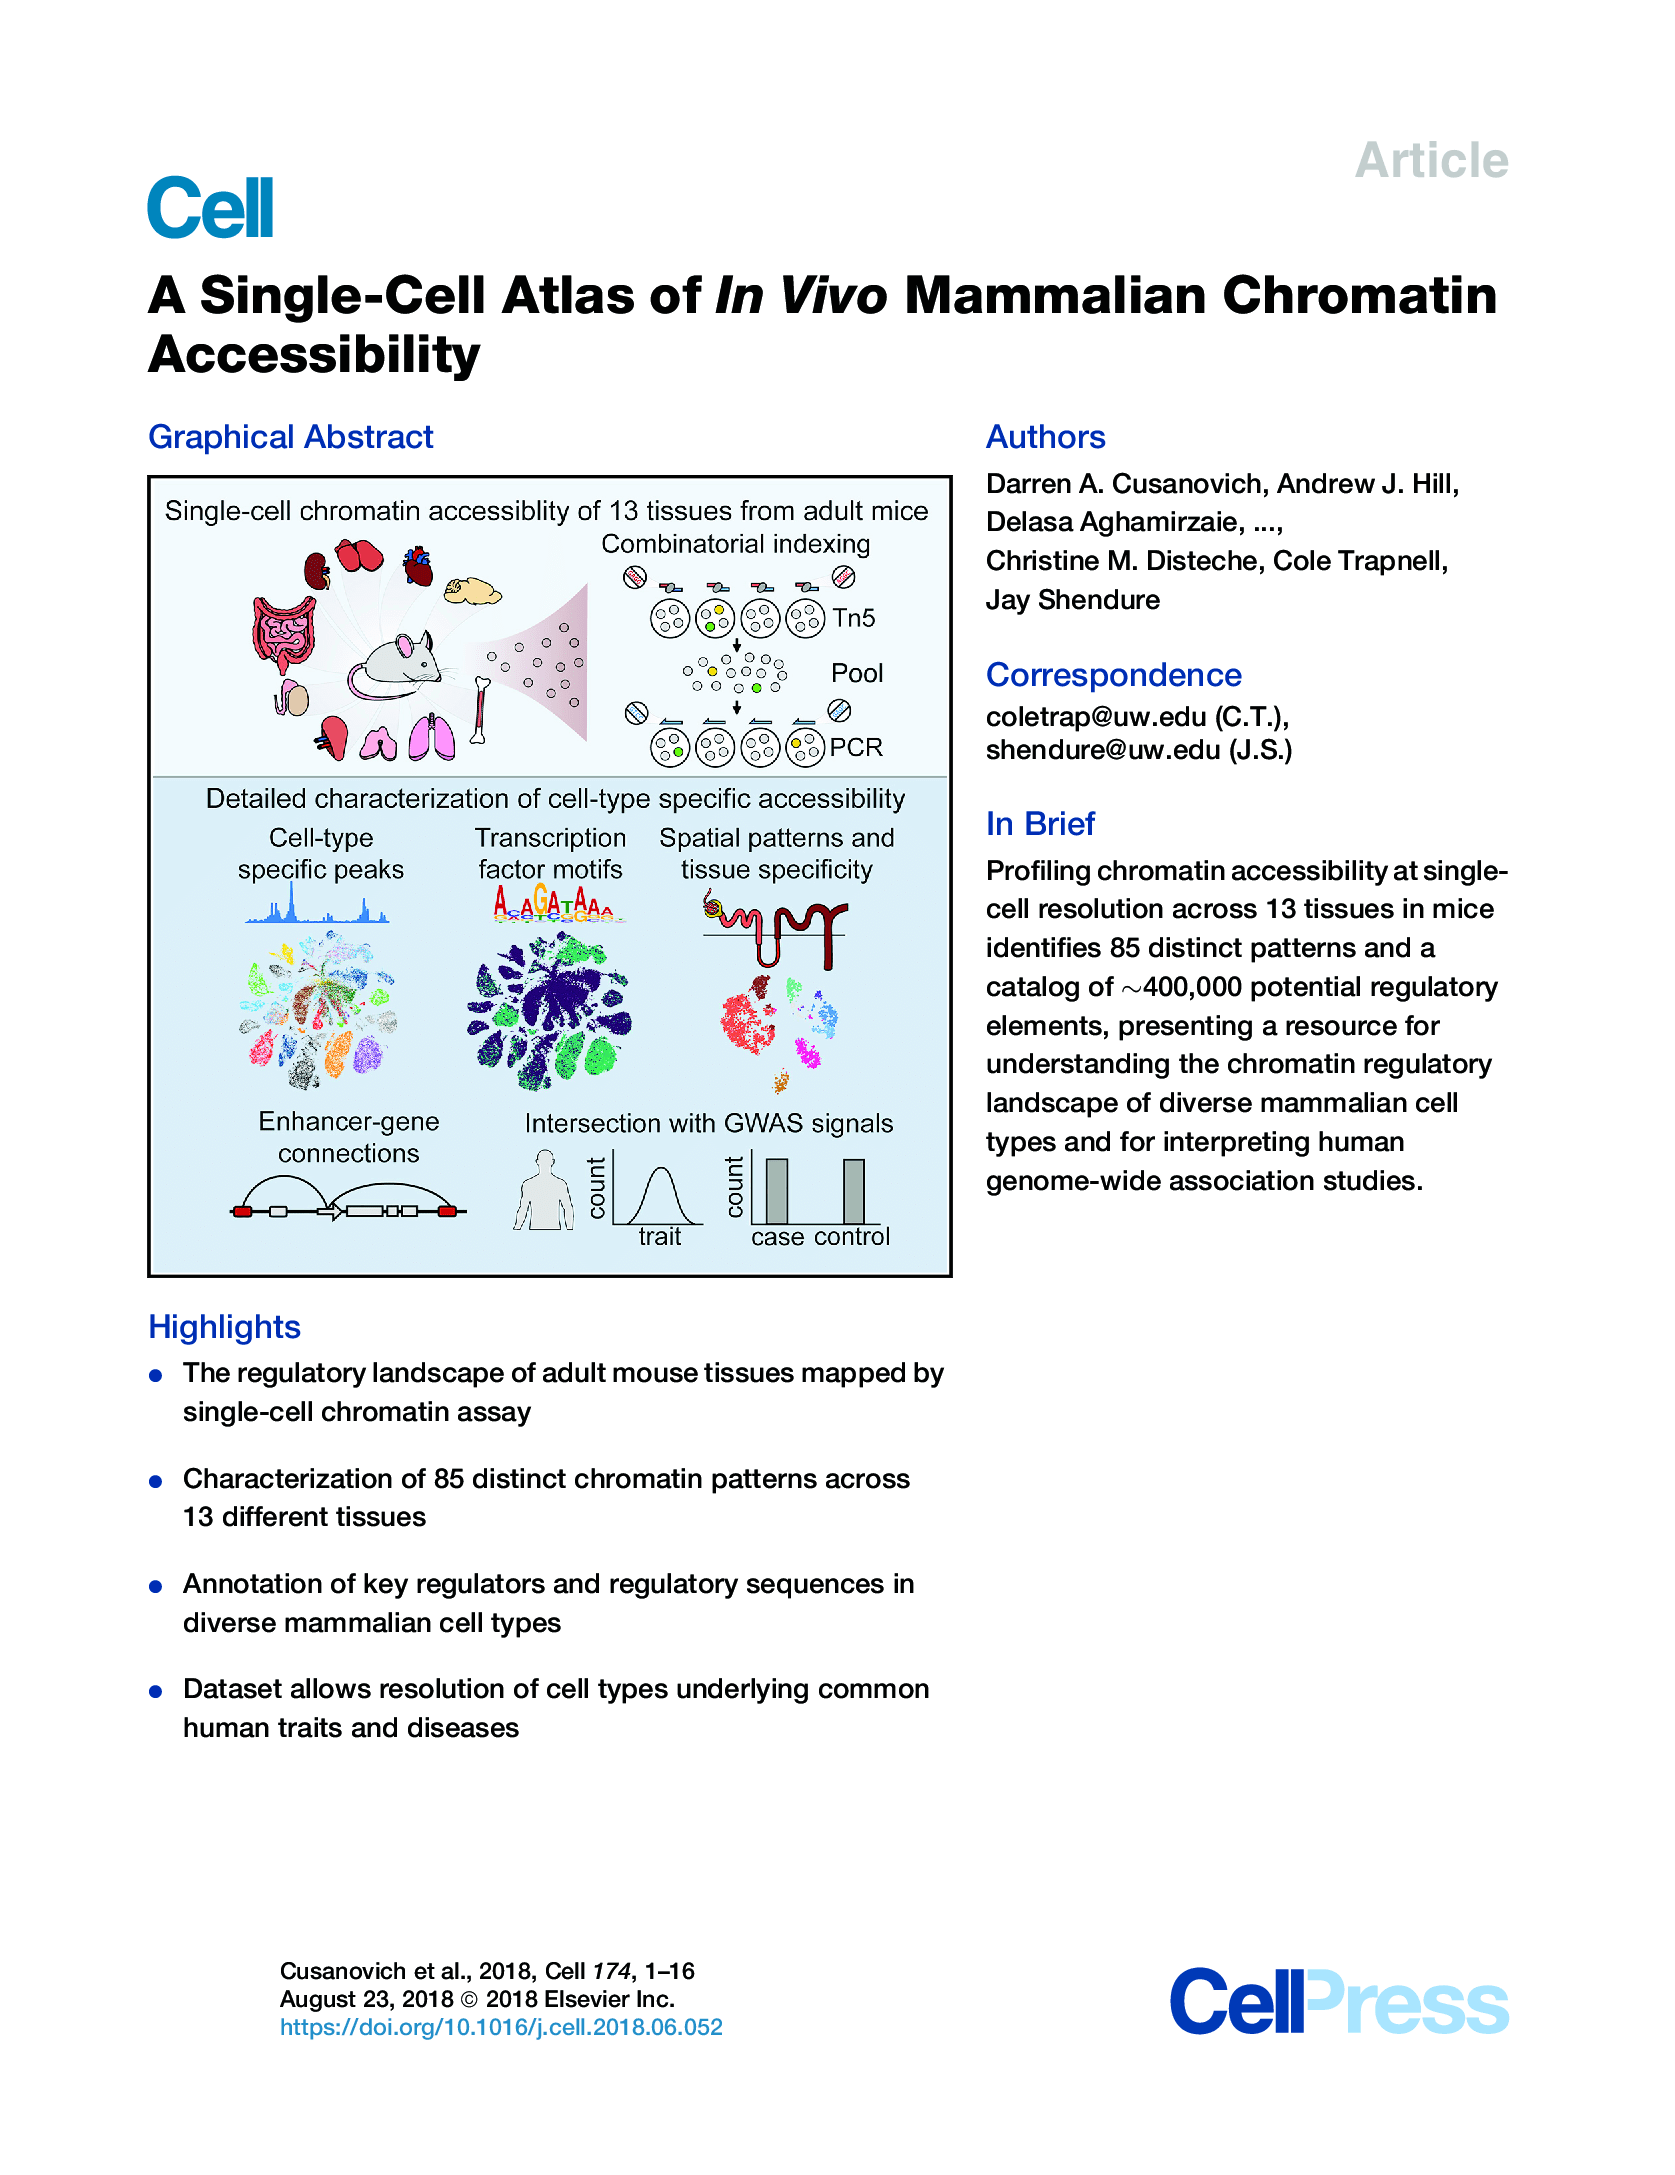 Article
Cell
A Single-Cell Atlas of In Vivo Mammalian Chromatin
Accessibility
Graphical Abstract
Single-cell chromatin accessiblity of 13 tissues from adult mice
Combinatorial indexing
Tn5
Pool
PCR
Detailed characterization of cell-type specific accessibility
Cell-type
specific peaks
Transcription
factor motifs
Spatial patterns and
tissue specificity
Enhancer-gene
connections
Intersection with GWAS signals
count
trait
count
case control
Authors
Darren A. Cusanovich, Andrew J. Hill,
Delasa Aghamirzaie, ...,
Christine M. Disteche, Cole Trapnell,
Jay Shendure
Correspondence
coletrap@uw.edu (C.T.),
shendure@uw.edu (J.S.)
In Brief
Profiling chromatin accessibility at single-
cell resolution across 13 tissues in mice
identifies 85 distinct patterns and a
catalog of ~400,000 potential regulatory
elements, presenting a resource for
understanding the chromatin regulatory
landscape of diverse mammalian cell
types and for interpreting human
genome-wide association studies.
Highlights
● The regulatory landscape of adult mouse tissues mapped by
single-cell chromatin assay
● Characterization of 85 distinct chromatin patterns across
13 different tissues
● Annotation of key regulators and regulatory sequences in
diverse mammalian cell types
● Dataset allows resolution of cell types underlying common
human traits and diseases
Cusanovich et al., 2018, Cell 174, 1–16
August 23, 2018 © 2018 Elsevier Inc.
https://doi.org/10.1016/j.cell.2018.06.052
CellPress